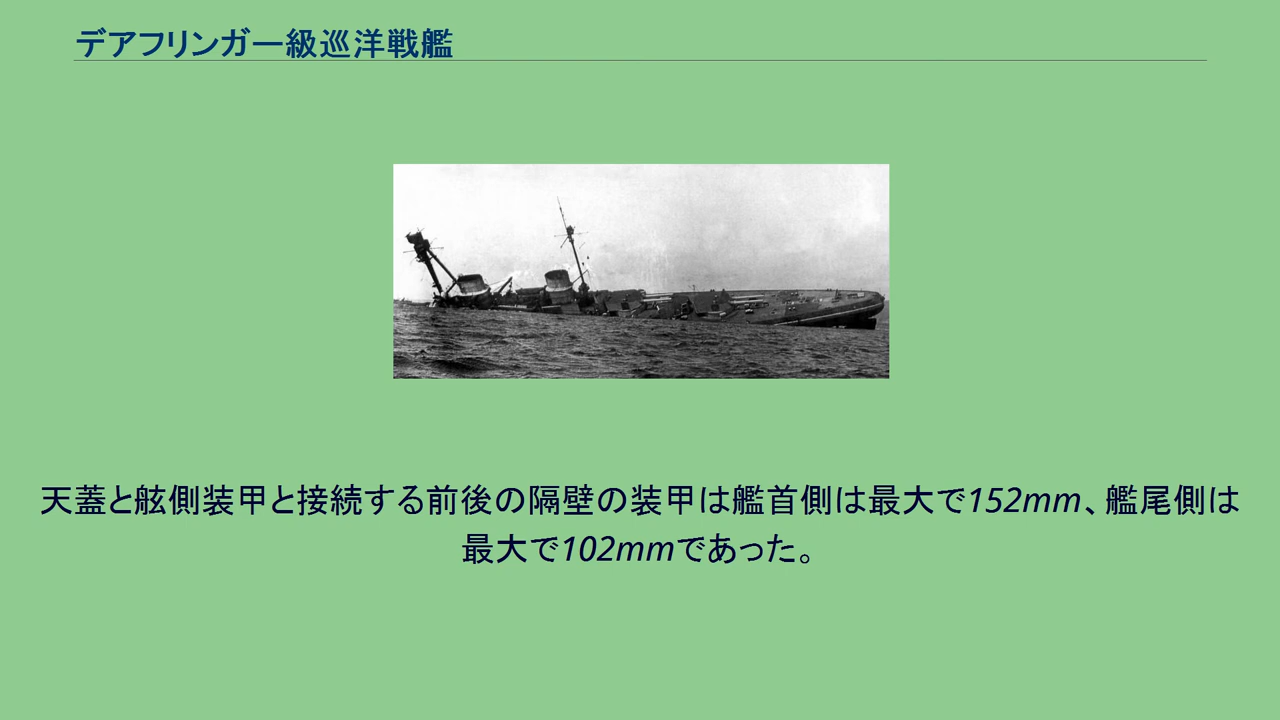 デアフリンガー級巡洋戦艦
天蓋と舷側装甲と接続する前後の隔壁の装甲は艦首側は最大で152mm、艦尾側は
最大で102mmであった。